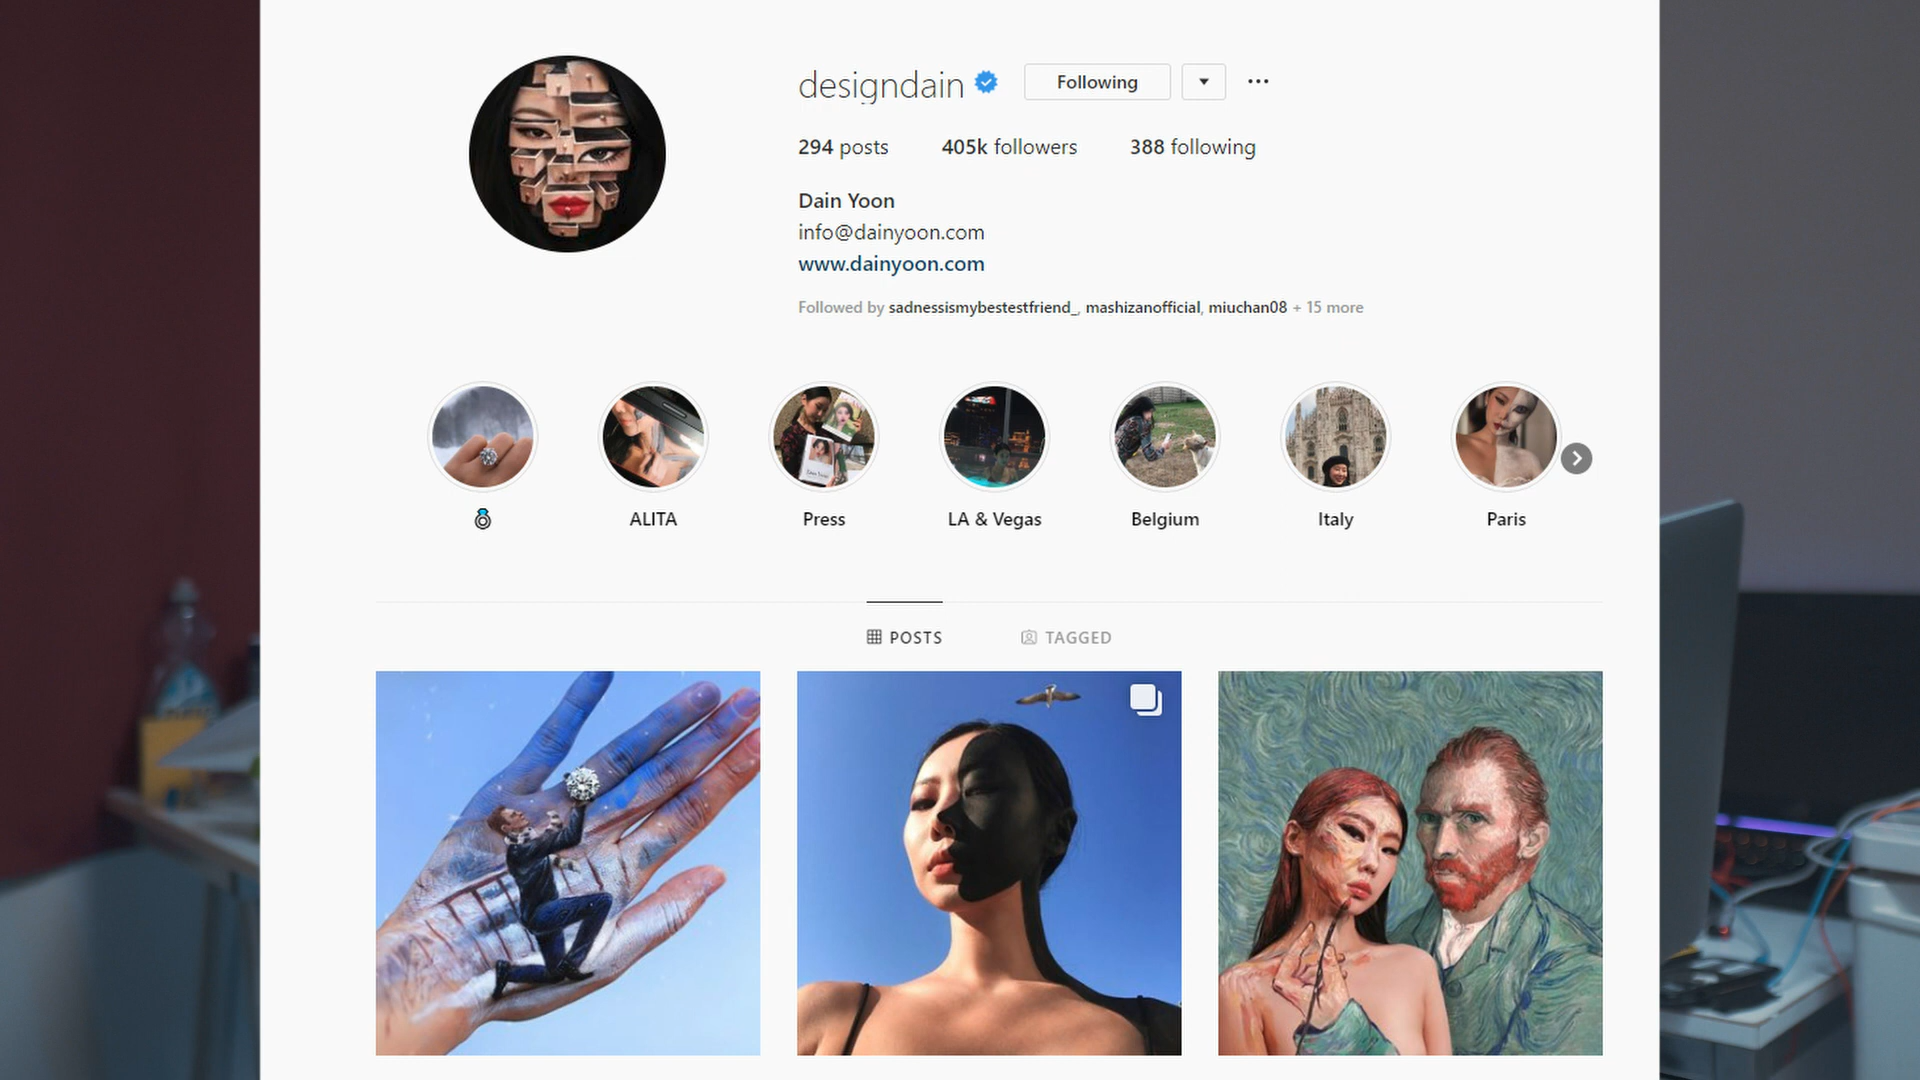 designdain
Following
294 posts
405k followers
388 following
Dain Yoon
info@dainyoon.com
www.dainyoon.com
Followed by sadnessismybestestfriend_, mashizanofficial, miuchan08 + 15 more
ALITA
Press
LA & Vegas
Belgium
Italy
Paris
POSTS
TAGGED